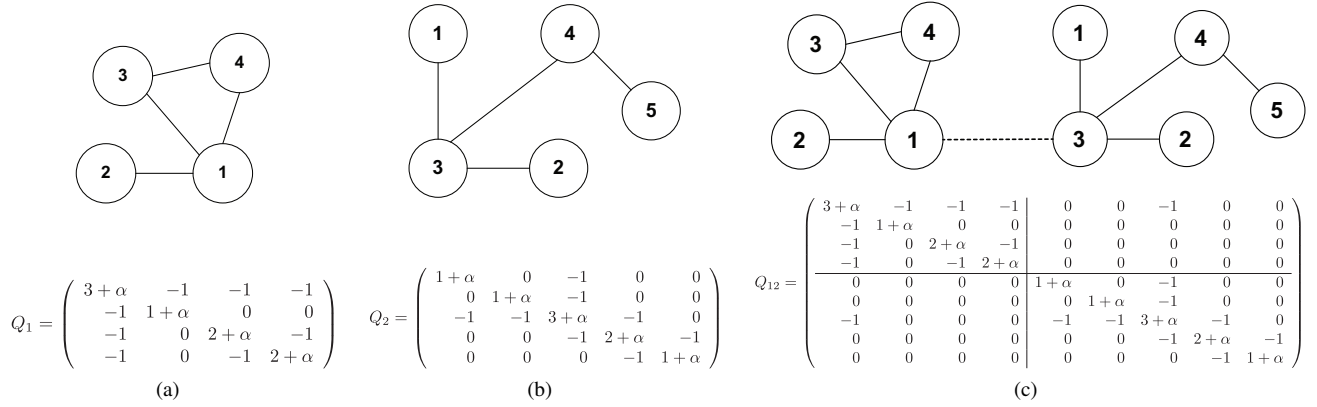 3
4
2
1
1
4
5
3
2
3
4
2
1
1
4
5
3
2
Q1 =
3 + α −1 −1 −1
−1 1 + α 0 0
−1 0 2 + α −1
−1 0 −1 2 + α
(a)
Q2 =
1 + α 0 −1 0 0
0 1 + α −1 0 0
−1 −1 3 + α −1 0
0 0 −1 2 + α −1
0 0 0 −1 1 + α
(b)
Q12 =
3 + α −1 −1 −1 0 0 −1 0 0
−1 1 + α 0 0 0 0 0 0 0
−1 0 2 + α −1 0 0 0 0 0
−1 0 −1 2 + α 0 0 0 0 0
0 0 0 0 1 + α 0 −1 0 0
0 0 0 0 0 1 + α −1 0 0
−1 0 0 0 −1 −1 3 + α −1 0
0 0 0 0 0 0 −1 2 + α −1
0 0 0 0 0 0 0 −1 1 + α
(c)